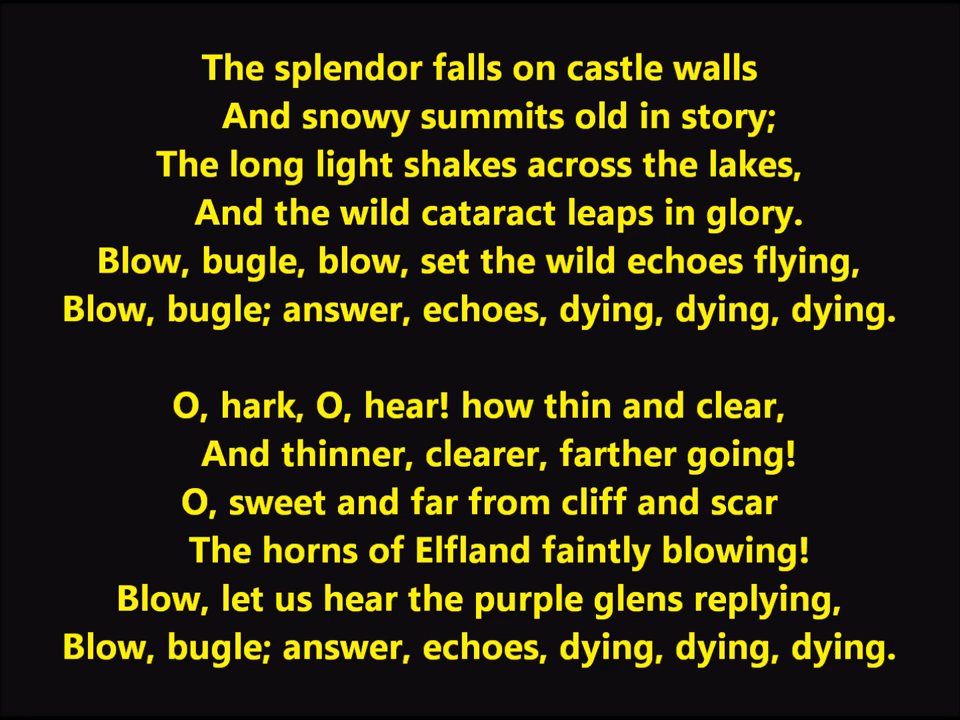 The splendor falls on castle walls
And snowy summits old in story;
The long light shakes across the lakes,
And the wild cataract leaps in glory.
Blow, bugle, blow, set the wild echoes flying,
Blow, bugle; answer, echoes, dying, dying, dying.

O, hark, O, hear! how thin and clear,
And thinner, clearer, farther going!
O, sweet and far from cliff and scar
The horns of Elfland faintly blowing!
Blow, let us hear the purple glens replying,
Blow, bugle; answer, echoes, dying, dying, dying.